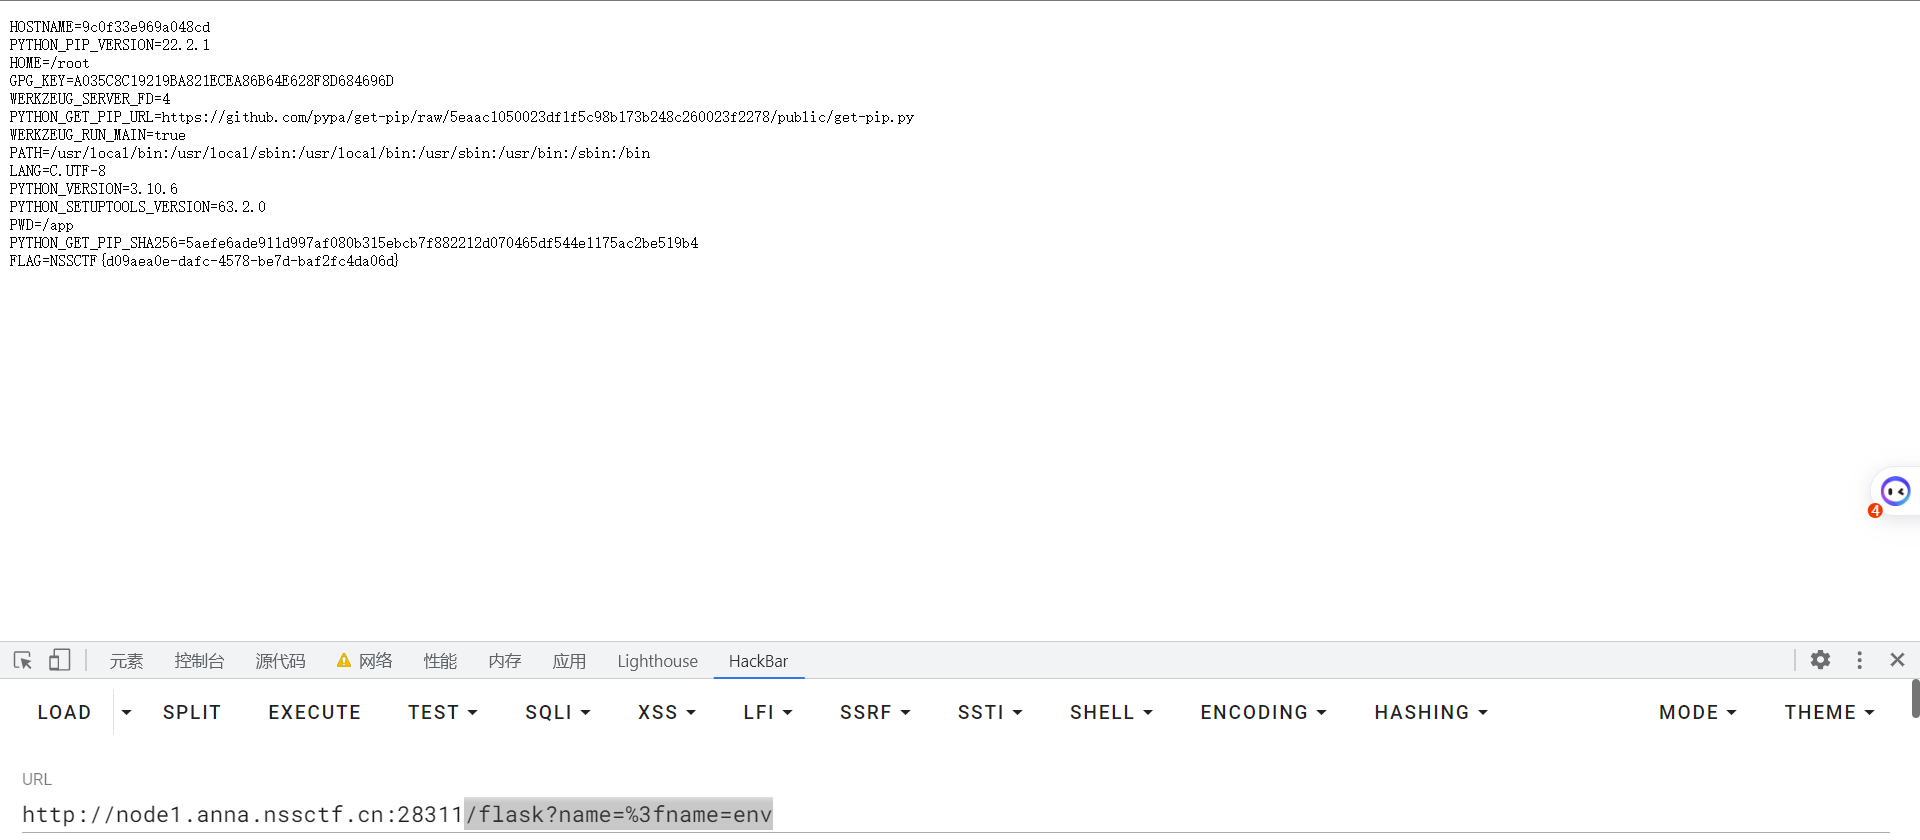 HOSTNAME=9c0f33e969a048cd
PYTHON_PIP_VERSION=22.2.1
HOME=/root
GPG_KEY=A035C8C19219BA821ECEA86B64E628F8D684696D
WERKZEUG_SERVER_FD=4
PYTHON_GET_PIP_URL=https://github.com/pypa/get-pip/raw/5eaac1050023df1f5c98b173b248c260023f2278/public/get-pip.py
WERKZEUG_RUN_MAIN=true
PATH=/usr/local/bin:/usr/local/sbin:/usr/local/bin:/usr/sbin:/usr/bin:/sbin:/bin
LANG=C.UTF-8
PYTHON_VERSION=3.10.6
PYTHON_SETUPTOOLS_VERSION=63.2.0
PWD=/app
PYTHON_GET_PIP_SHA256=5aefe6ade911d997af080b315ebcb7f882212d070465df544e1175ac2be519b4
FLAG=NSSCTF{d09aea0e-dafc-4578-be7d-baf2fc4da06d}
4
元素 控制台 源代码 网络 性能 内存 应用 Lighthouse HackBar
LOAD SPLIT EXECUTE TEST SQLI XSS LFI SSRF SSTI SHELL ENCODING HASHING MODE THEME
URL
http://node1.anna.nssctf.cn:28311/flask?name=%3fname=env